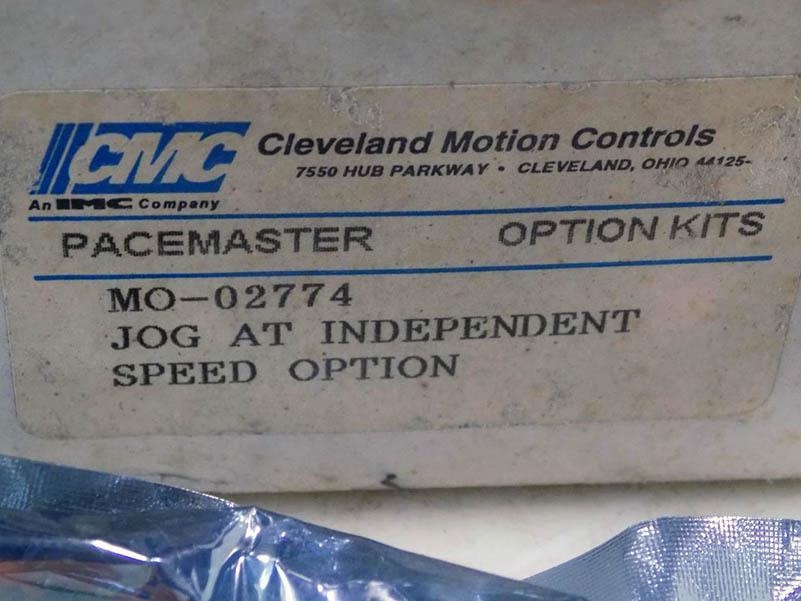 CMC Cleveland Motion Controls
7550 HUB PARKWAY • CLEVELAND, OHIO 44125-
An IMC Company
PACEMASTER OPTION KITS
MO-02774
JOG AT INDEPENDENT
SPEED OPTION